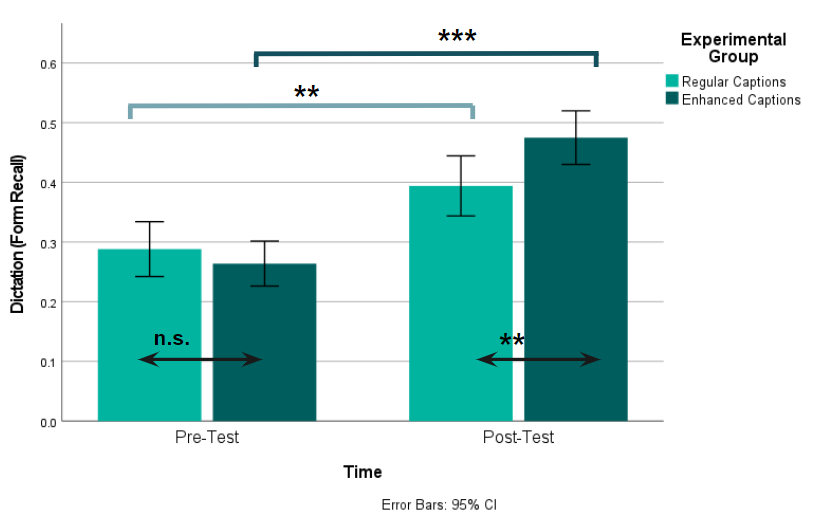 ***
Experimental
Group
Regular Captions
Enhanced Captions
**
0.6
0.5
0.4
0.3
0.2
0.1
0.0
Dictation (Form Recall)
n.s.
**
Pre-Test
Post-Test
Time
Error Bars: 95% CI